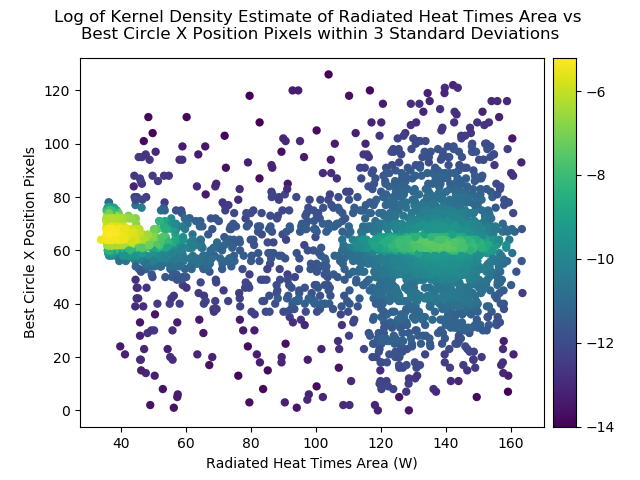 Log of Kernel Density Estimate of Radiated Heat Times Area vs
Best Circle X Position Pixels within 3 Standard Deviations
Best Circle X Position Pixels
120
100
80
60
40
20
0
40 60 80 100 120 140 160
Radiated Heat Times Area (W)
−6
−8
−10
−12
−14